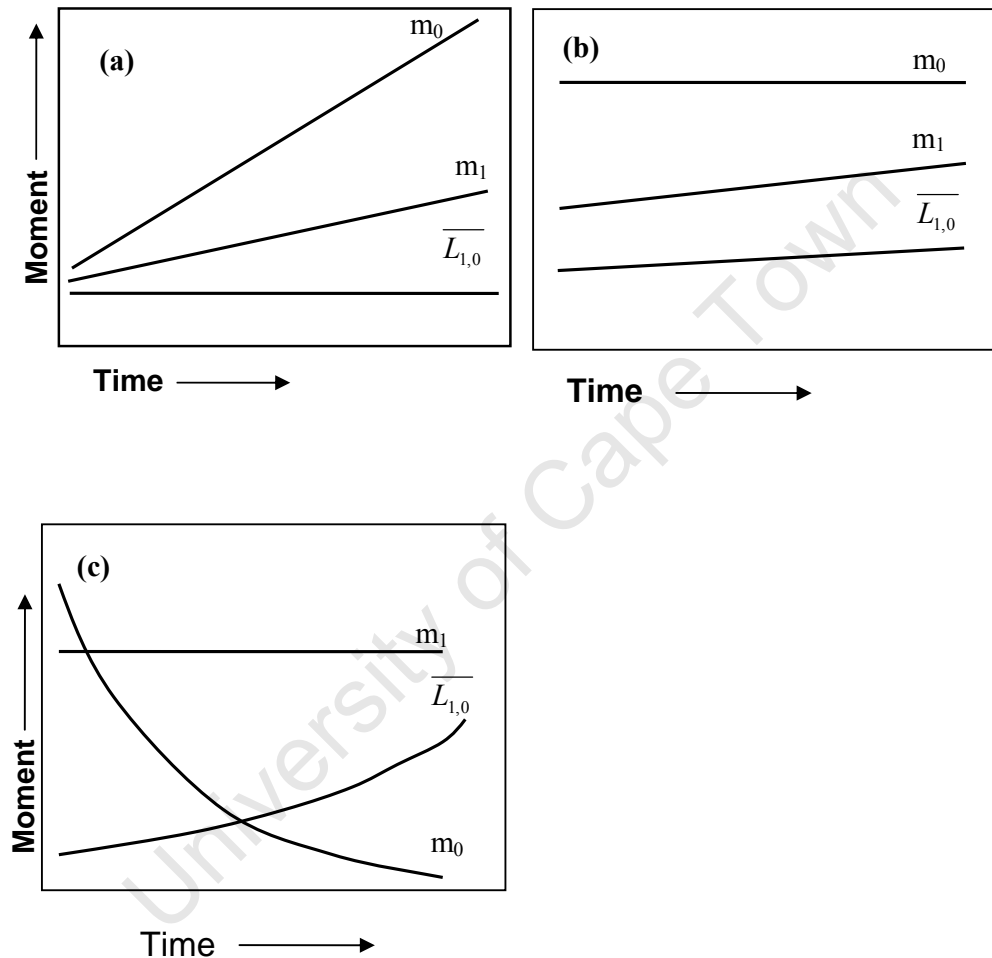 (a)
m₀
m₁
L₁,₀
Moment
Time
(b)
m₀
m₁
L₁,₀
Time
(c)
m₁
L₁,₀
m₀
Moment
Time
University of Cape Town